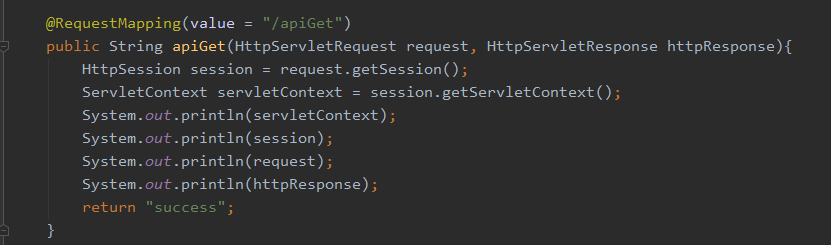 @RequestMapping(value = "/apiGet")
public String apiGet(HttpServletRequest request, HttpServletResponse httpResponse){
HttpSession session = request.getSession();
ServletContext servletContext = session.getServletContext();
System.out.println(servletContext);
System.out.println(session);
System.out.println(request);
System.out.println(httpResponse);
return "success";
}